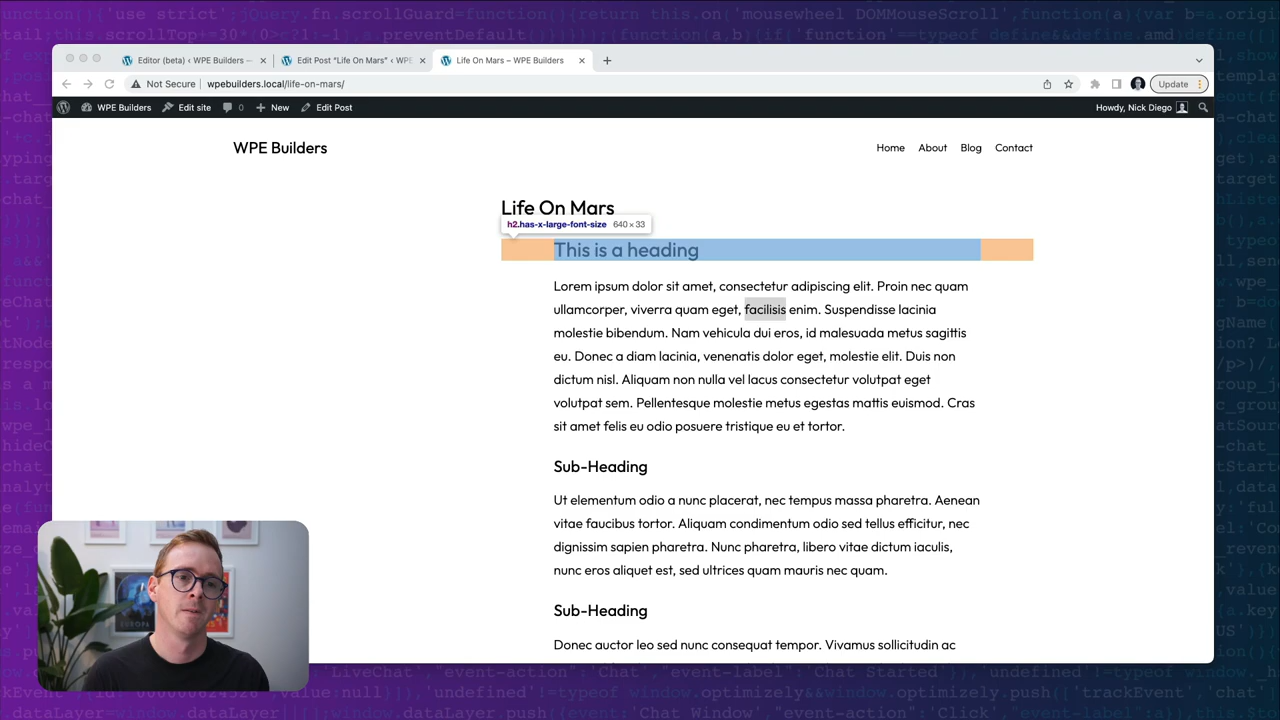 Editor (beta) ‹ WPE Builders —
Edit Post “Life On Mars” ‹ WPE
Life On Mars – WPE Builders
Not Secure
wpebuilders.local/life-on-mars/
Update
WPE Builders
Edit site
0
New
Edit Post
Howdy, Nick Diego
WPE Builders
Home
About
Blog
Contact
Life On Mars
h2.has-x-large-font-size 640 × 33
This is a heading
Lorem ipsum dolor sit amet, consectetur adipiscing elit. Proin nec quam
ullamcorper, viverra quam eget, facilisis enim. Suspendisse lacinia
molestie bibendum. Nam vehicula dui eros, id malesuada metus sagittis
eu. Donec a diam lacinia, venenatis dolor eget, molestie elit. Duis non
dictum nisl. Aliquam non nulla vel lacus consectetur volutpat eget
volutpat sem. Pellentesque molestie metus egestas mattis euismod. Cras
sit amet felis eu odio posuere tristique eu et tortor.
Sub-Heading
Ut elementum odio a nunc placerat, nec tempus massa pharetra. Aenean
vitae faucibus tortor. Aliquam condimentum odio sed tellus efficitur, nec
dignissim sapien pharetra. Nunc pharetra, libero vitae dictum iaculis,
nunc eros aliquet est, sed ultrices quam mauris nec quam.
Sub-Heading
Donec auctor leo sed nunc consequat tempor. Vivamus sollicitudin ac
EUROPA